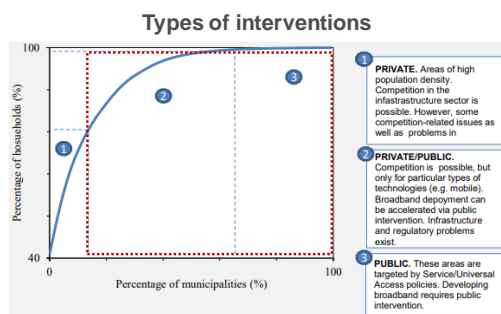 Types of interventions
100
Percentage of households (%)
40
1
2
3
0
100
Percentage of municipalities (%)
1
PRIVATE. Areas of high
population density.
Competition in the
infrastrastructure sector is
possible. However, some
competition-related issues as
well as problems in
2
PRIVATE/PUBLIC.
Competition is possible, but
only for particular types of
technologies (e.g. mobile).
Broadband depoyment can
be accelerated via public
intervention. Infrastructure
and regulatory problems
exist.
3
PUBLIC. These areas are
targeted by Service/Universal
Access policies. Developing
broadband requires public
intervention.